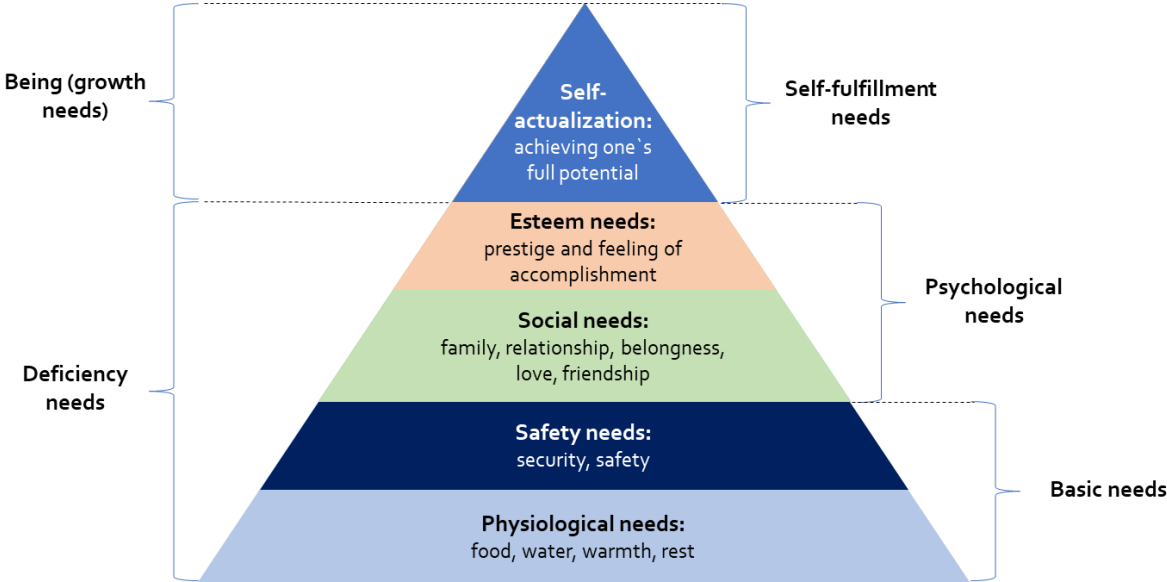 Being (growth
needs)
Self-
actualization:
achieving one`s
full potential
Self-fulfillment
needs
Esteem needs:
prestige and feeling of
accomplishment
Psychological
needs
Social needs:
family, relationship, belongness,
love, friendship
Deficiency
needs
Safety needs:
security, safety
Basic needs
Physiological needs:
food, water, warmth, rest